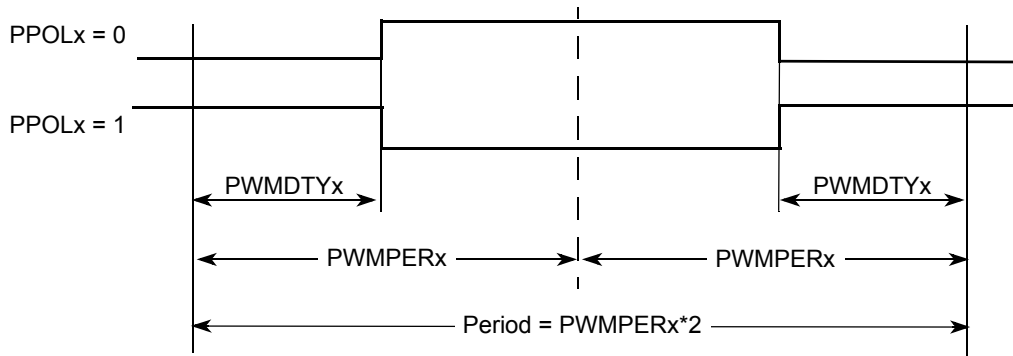 PPOLx = 0
PPOLx = 1
PWMDTYx
PWMDTYx
PWMPERx
PWMPERx
Period = PWMPERx*2